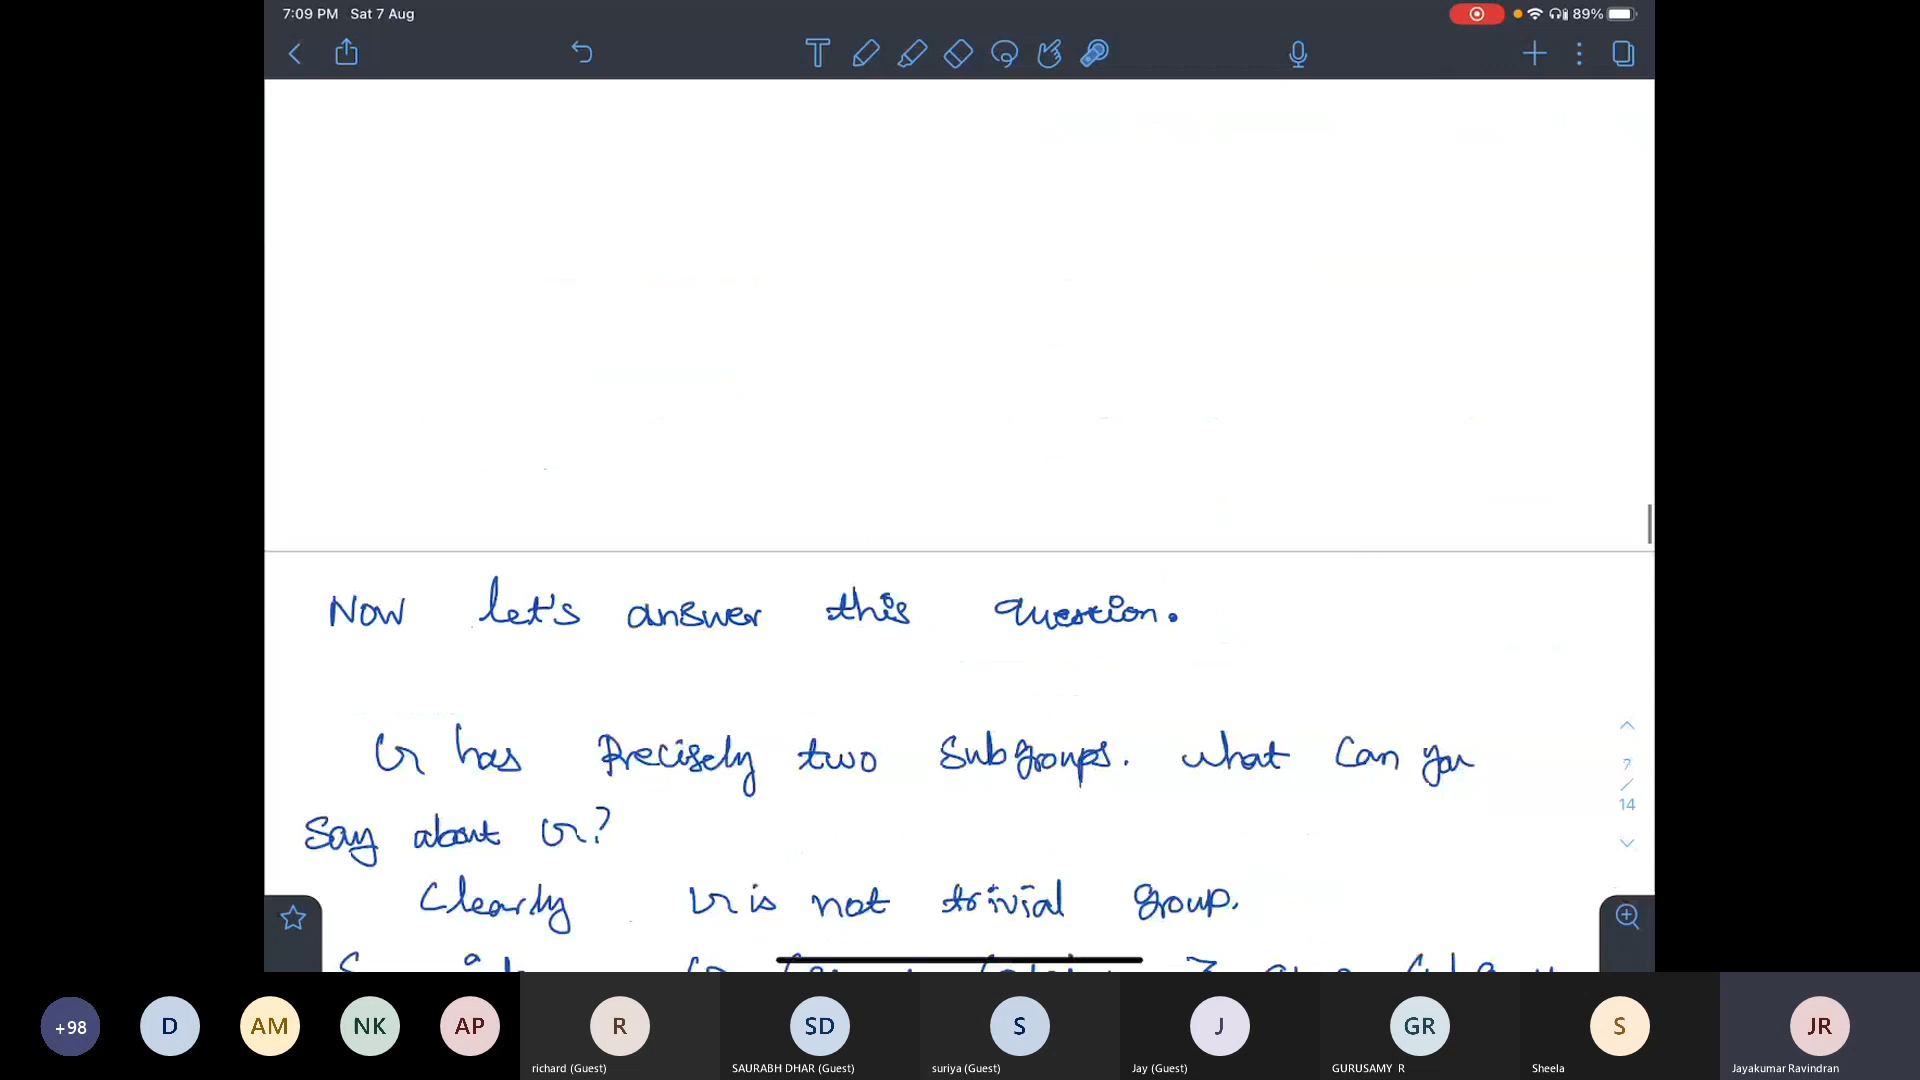 7:09 PM Sat 7 Aug
89%
Now let's answer this question.
G has Precisely two Subgroups. what can you
say about G?
Clearly G is not trivial group.
7
/
14
+98
D
AM
NK
AP
R
SD
S
J
GR
S
JR
richard (Guest)
SAURABH DHAR (Guest)
suriya (Guest)
Jay (Guest)
GURUSAMY R
Sheela
Jayakumar Ravindran